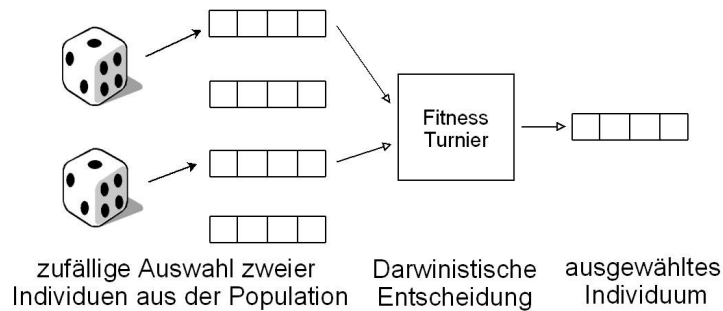 Fitness
Turnier
zufällige Auswahl zweier
Individuen aus der Population
Darwinistische
Entscheidung
ausgewähltes
Individuum